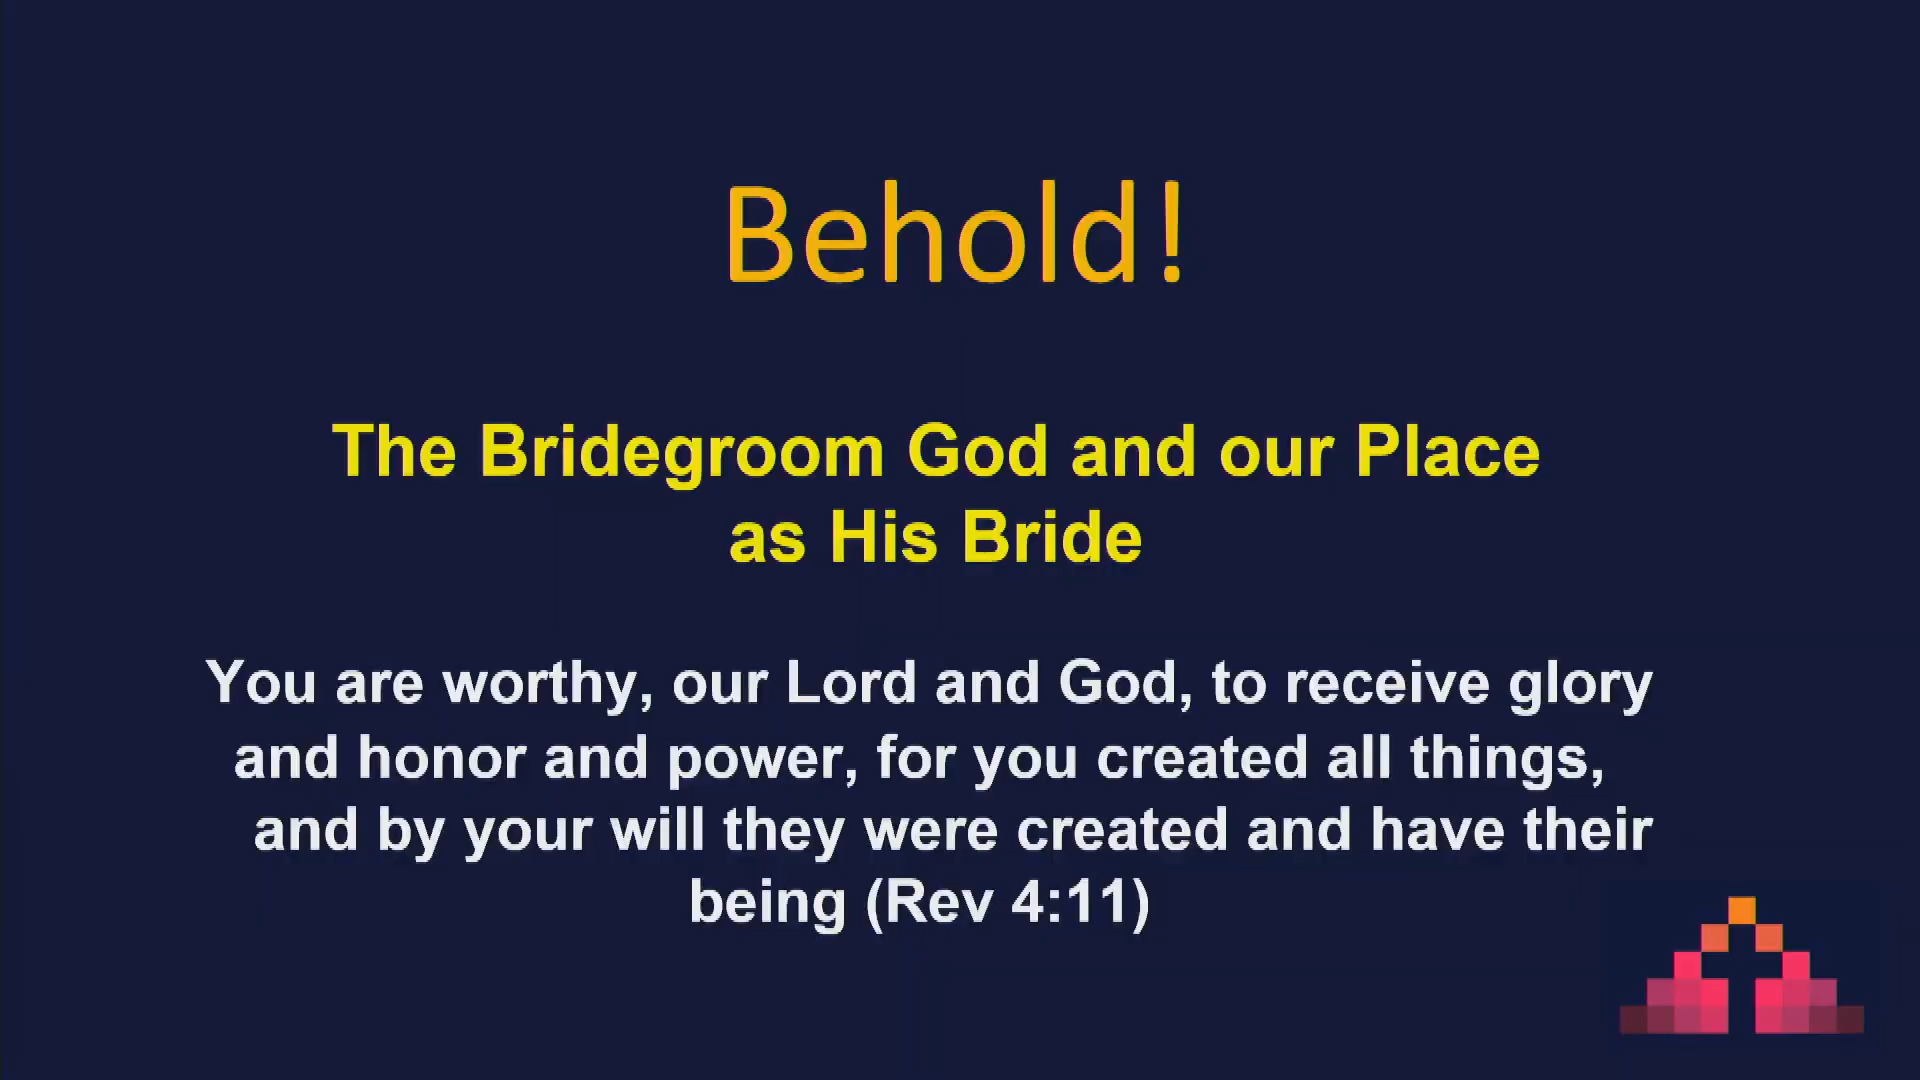 Behold!
The Bridegroom God and our Place
as His Bride
You are worthy, our Lord and God, to receive glory
and honor and power, for you created all things,
and by your will they were created and have their
being (Rev 4:11)